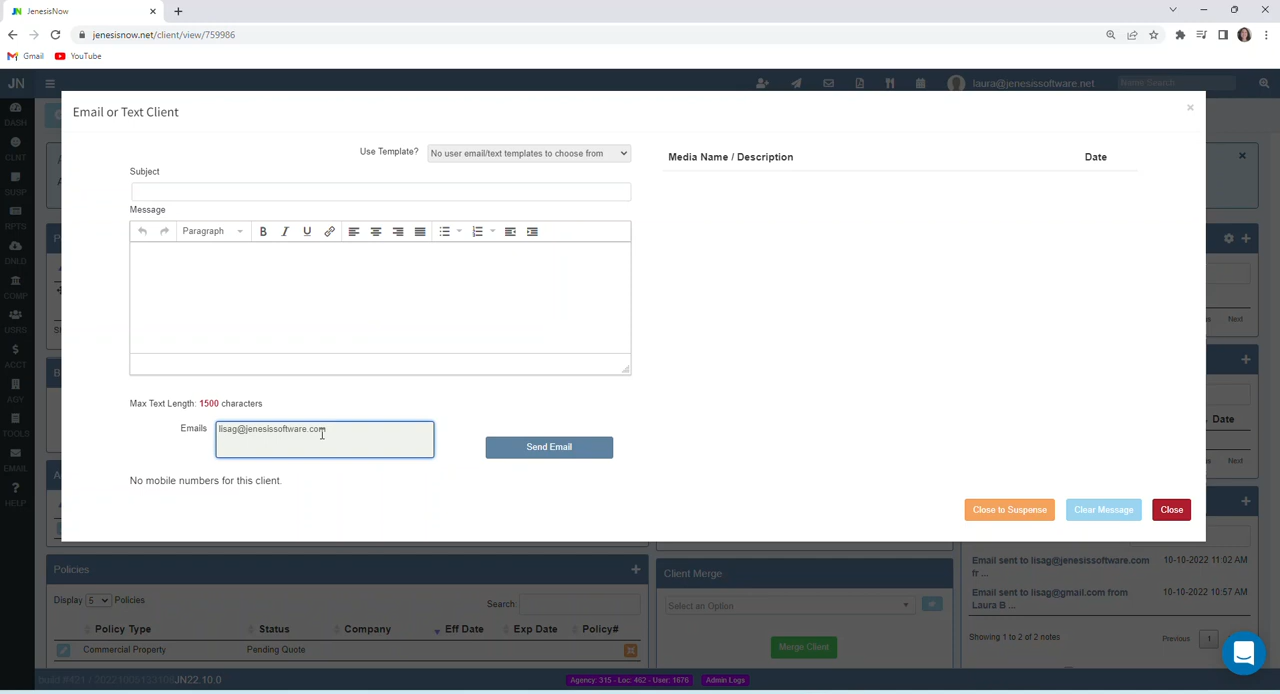 JenesisNow
jenesisnow.net/client/view/759986
Gmail
YouTube
JN
laura@jenesissoftware.net
Name Search
DASH
CLNT
SUSP
RPTS
DNLD
COMP
USRS
ACCT
AGY
TOOLS
EMAIL
HELP
Email or Text Client
Use Template?
No user email/text templates to choose from
Subject
Message
Paragraph
Max Text Length: 1500 characters
Emails
lisag@jenesissoftware.com
Send Email
No mobile numbers for this client.
Media Name / Description
Date
Close to Suspense
Clear Message
Close
Next
Date
Next
Policies
Display 5 Policies
Search:
Policy Type
Status
Company
Eff Date
Exp Date
Policy#
Commercial Property
Pending Quote
Client Merge
Select an Option
Merge Client
Email sent to lisag@jenesissoftware.com
fr ...
10-10-2022 11:02 AM
Email sent to lisag@gmail.com from
Laura B ...
10-10-2022 10:57 AM
Showing 1 to 2 of 2 notes
Previous
1
JN22.10.0
Agency: 315 - Loc: 462 - User: 1676
Admin Logs